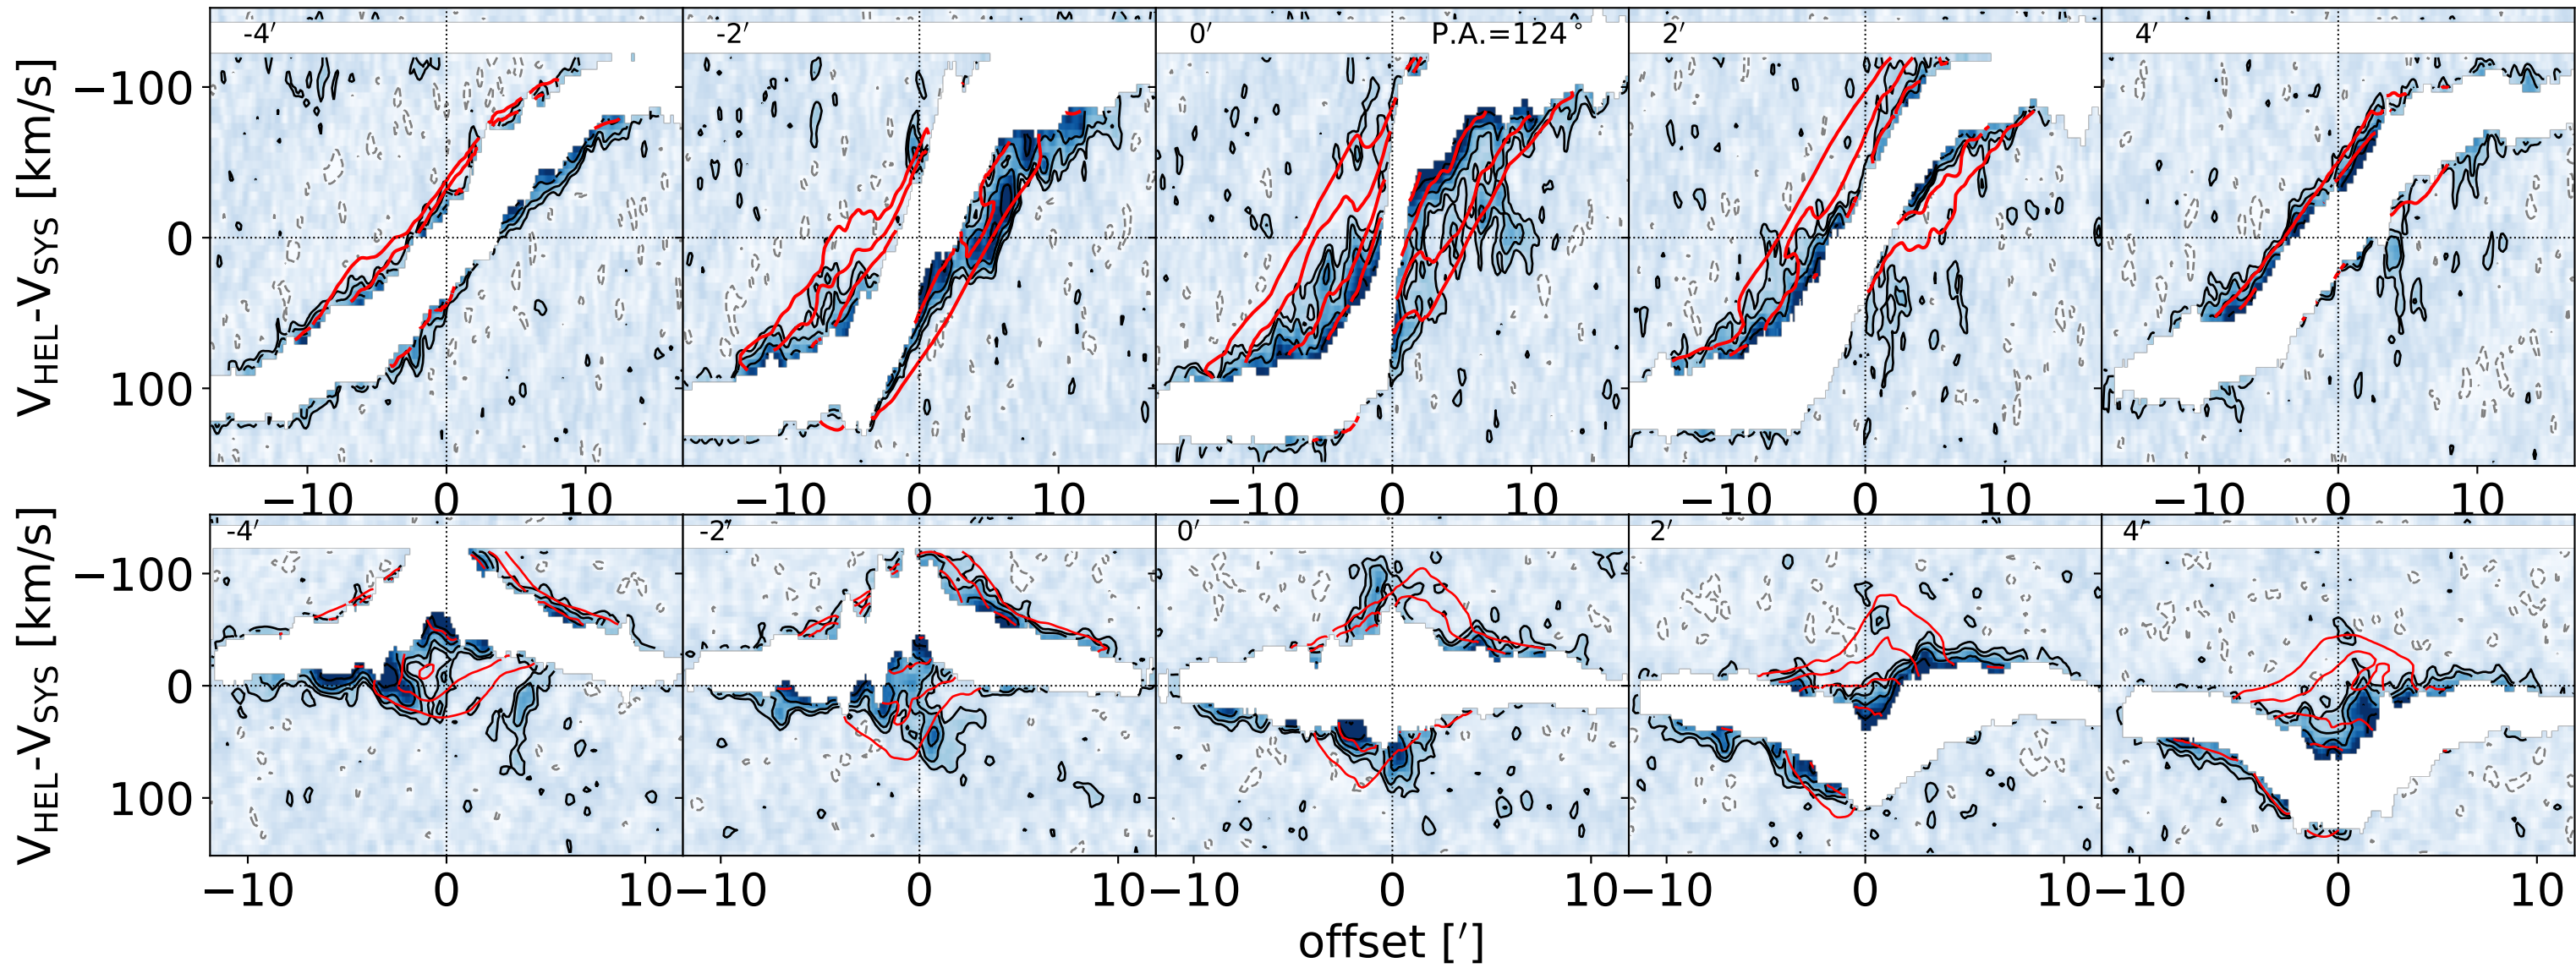 -4′ -2′ 0′ P.A.=124° 2′ 4′
V_HEL-V_SYS [km/s]
−100
0
100
−10 0 10 −10 0 10 −10 0 10 −10 0 10 −10 0 10
-4′ -2′ 0′ 2′ 4′
V_HEL-V_SYS [km/s]
−100
0
100
−10 0 10 −10 0 10 −10 0 10 −10 0 10 −10 0 10
offset [′]